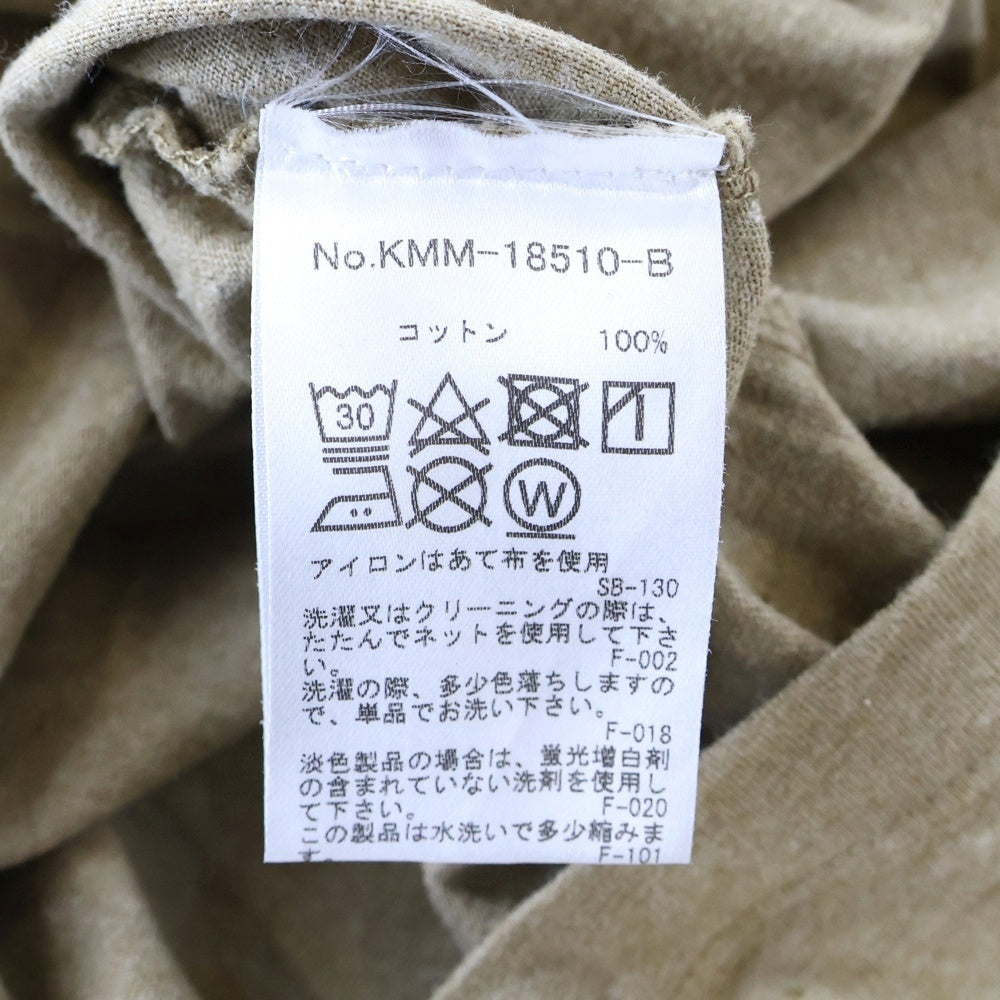 No.KMM-18510-B
コットン 100%
30
W
アイロンはあて布を使用
SB-130
洗濯又はクリーニングの際は、
たたんでネットを使用して下さ
い。 F-002
洗濯の際、多少色落ちしますの
で、単品でお洗い下さい。
F-018
淡色製品の場合は、蛍光増白剤
の含まれていない洗剤を使用し
て下さい。 F-020
この製品は水洗いで多少縮みま
す。 F-101